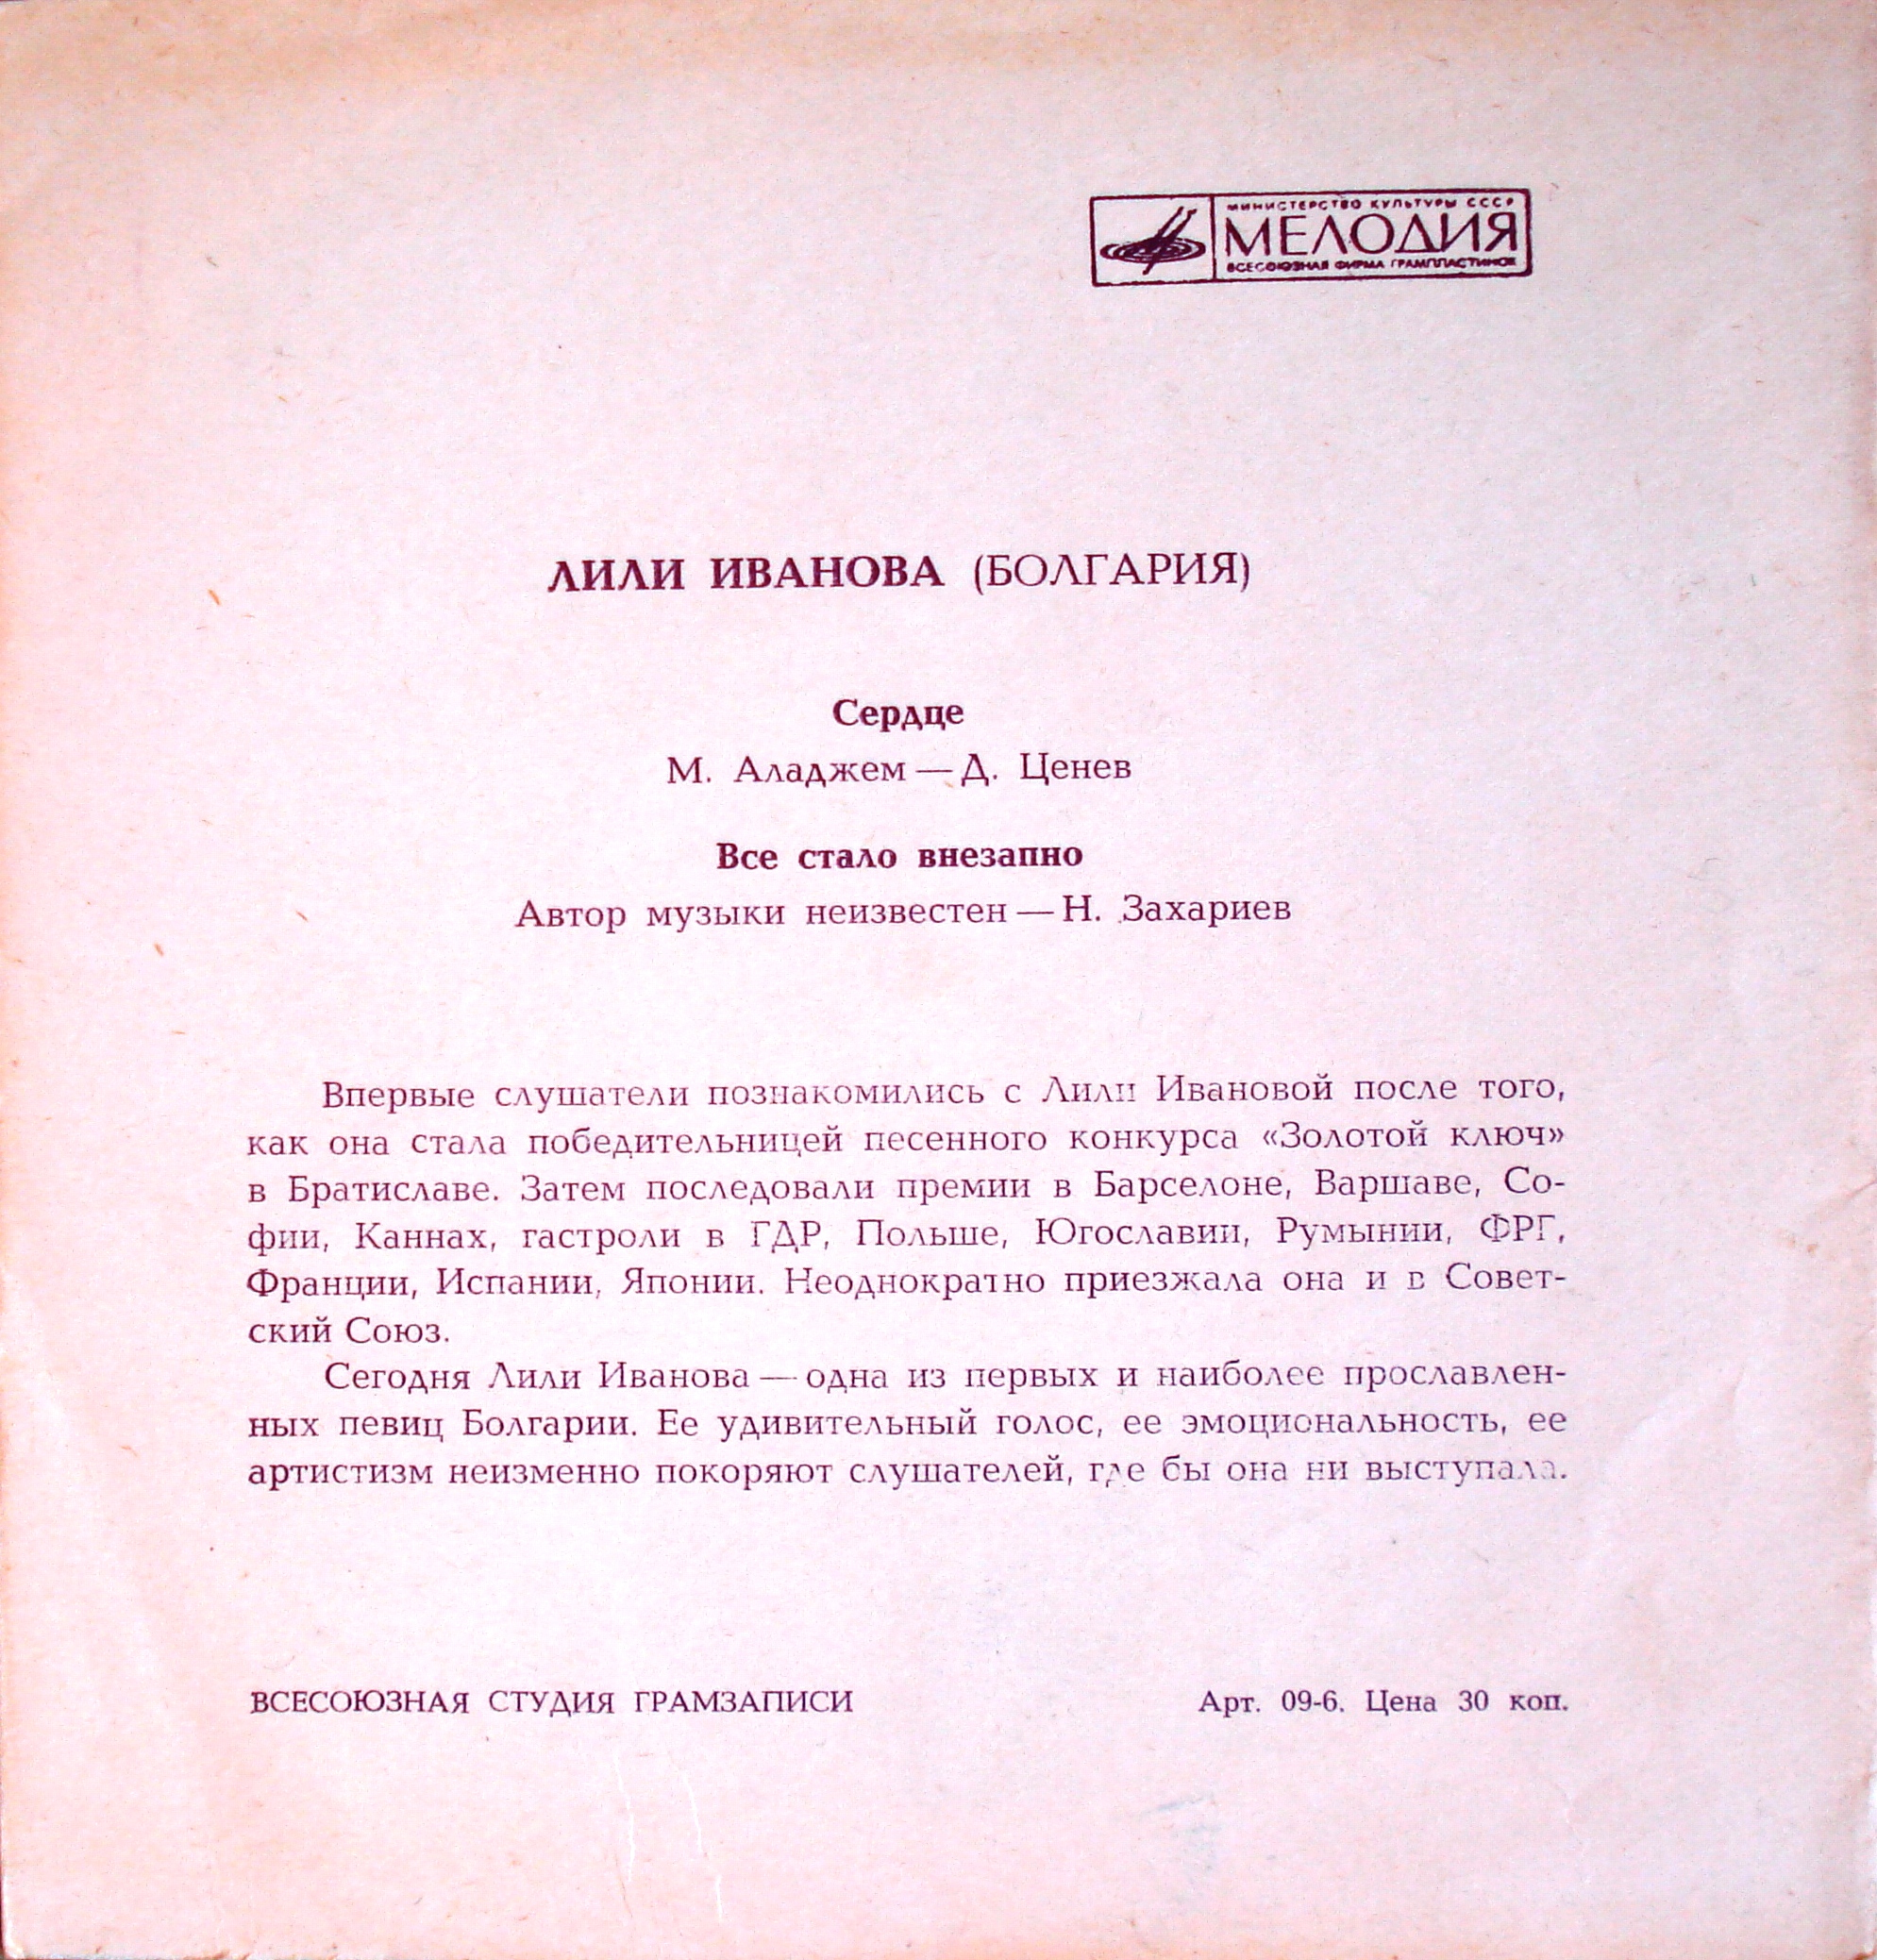 МИНИСТЕРСТВО КУЛЬТУРЫ СССР
МЕЛОДИЯ
ВСЕСОЮЗНАЯ ФИРМА ГРАМПЛАСТИНОК
ЛИЛИ ИВАНОВА (БОЛГАРИЯ)
Сердце
М. Аладжем — Д. Ценев
Все стало внезапно
Автор музыки неизвестен — Н. Захариев
Впервые слушатели познакомились с Лили Ивановой после того,
как она стала победительницей песенного конкурса «Золотой ключ»
в Братиславе. Затем последовали премии в Барселоне, Варшаве, Со-
фии, Каннах, гастроли в ГДР, Польше, Югославии, Румынии, ФРГ,
Франции, Испании, Японии. Неоднократно приезжала она и в Совет-
ский Союз.
Сегодня Лили Иванова — одна из первых и наиболее прославлен-
ных певиц Болгарии. Ее удивительный голос, ее эмоциональность, ее
артистизм неизменно покоряют слушателей, где бы она ни выступала.
ВСЕСОЮЗНАЯ СТУДИЯ ГРАМЗАПИСИ
Арт. 09-6. Цена 30 коп.